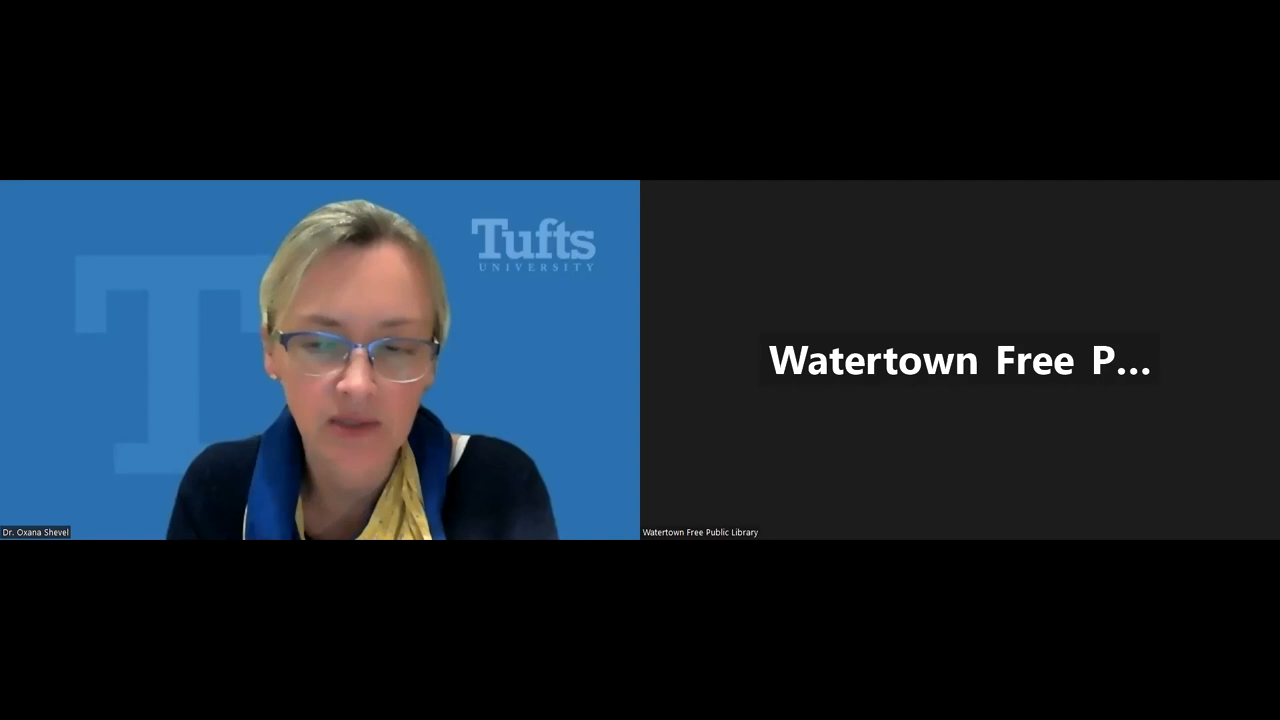 T
Tufts
UNIVERSITY
Dr. Oxana Shevel
Watertown Free P...
Watertown Free Public Library